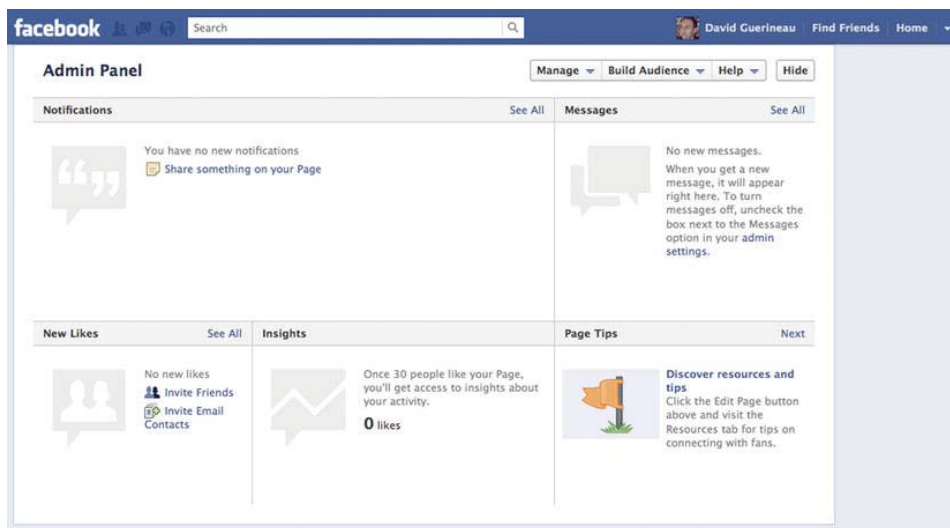 facebook
Search
David Guerineau
Find Friends
Home
Admin Panel
Manage
Build Audience
Help
Hide
Notifications
See All
You have no new notifications
Share something on your Page
Messages
See All
No new messages.
When you get a new
message, it will appear
right here. To turn
messages off, uncheck the
box next to the Messages
option in your admin
settings.
New Likes
See All
No new likes
Invite Friends
Invite Email
Contacts
Insights
Once 30 people like your Page,
you'll get access to insights about
your activity.
0 likes
Page Tips
Next
Discover resources and
tips
Click the Edit Page button
above and visit the
Resources tab for tips on
connecting with fans.